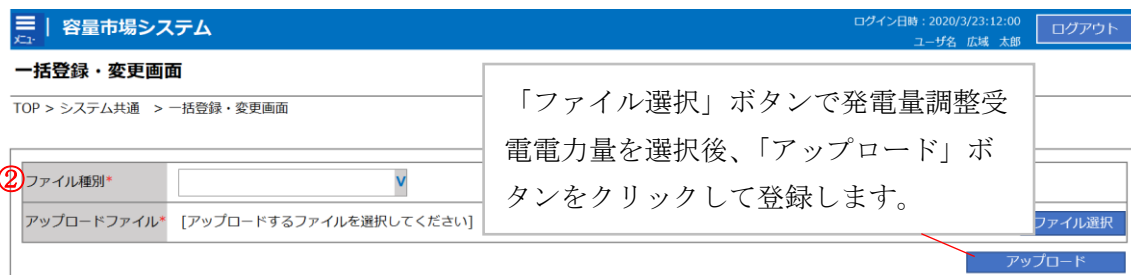 メニュー
容量市場システム
ログイン日時：2020/3/23:12:00
ユーザ名 広域 太郎
ログアウト
一括登録・変更画面
TOP > システム共通 > 一括登録・変更画面
「ファイル選択」ボタンで発電量調整受
電電力量を選択後、「アップロード」ボ
タンをクリックして登録します。
②
ファイル種別*
V
アップロードファイル* [アップロードするファイルを選択してください]
ファイル選択
アップロード